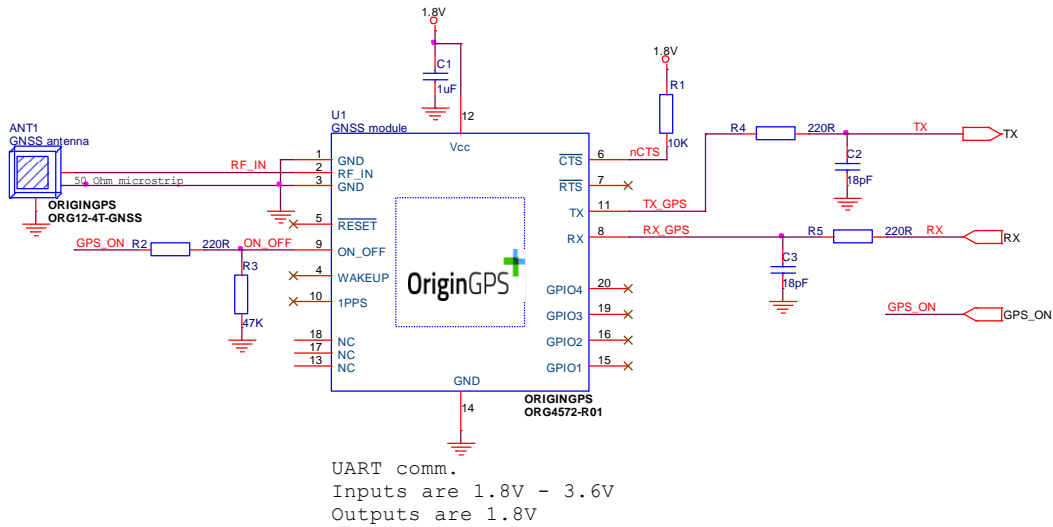 1.8V
C1
1uF
1.8V
R1
10K
U1
GNSS module
12
Vcc
ANT1
GNSS antenna
RF_IN
50 Ohm microstrip
ORIGINGPS
ORG12-4T-GNSS
1 GND
2 RF_IN
3 GND
5 RESET
GPS_ON R2 220R ON_OFF 9 ON_OFF
R3
47K
4 WAKEUP
10 1PPS
18 NC
17 NC
13 NC
OriginGPS
CTS 6 nCTS
RTS 7
TX 11 TX_GPS
RX 8 RX_GPS
GPIO4 20
GPIO3 19
GPIO2 16
GPIO1 15
R4 220R TX TX
C2
18pF
R5 220R RX RX
C3
18pF
GPS_ON GPS_ON
GND
14
ORIGINGPS
ORG4572-R01
UART comm.
Inputs are 1.8V - 3.6V
Outputs are 1.8V